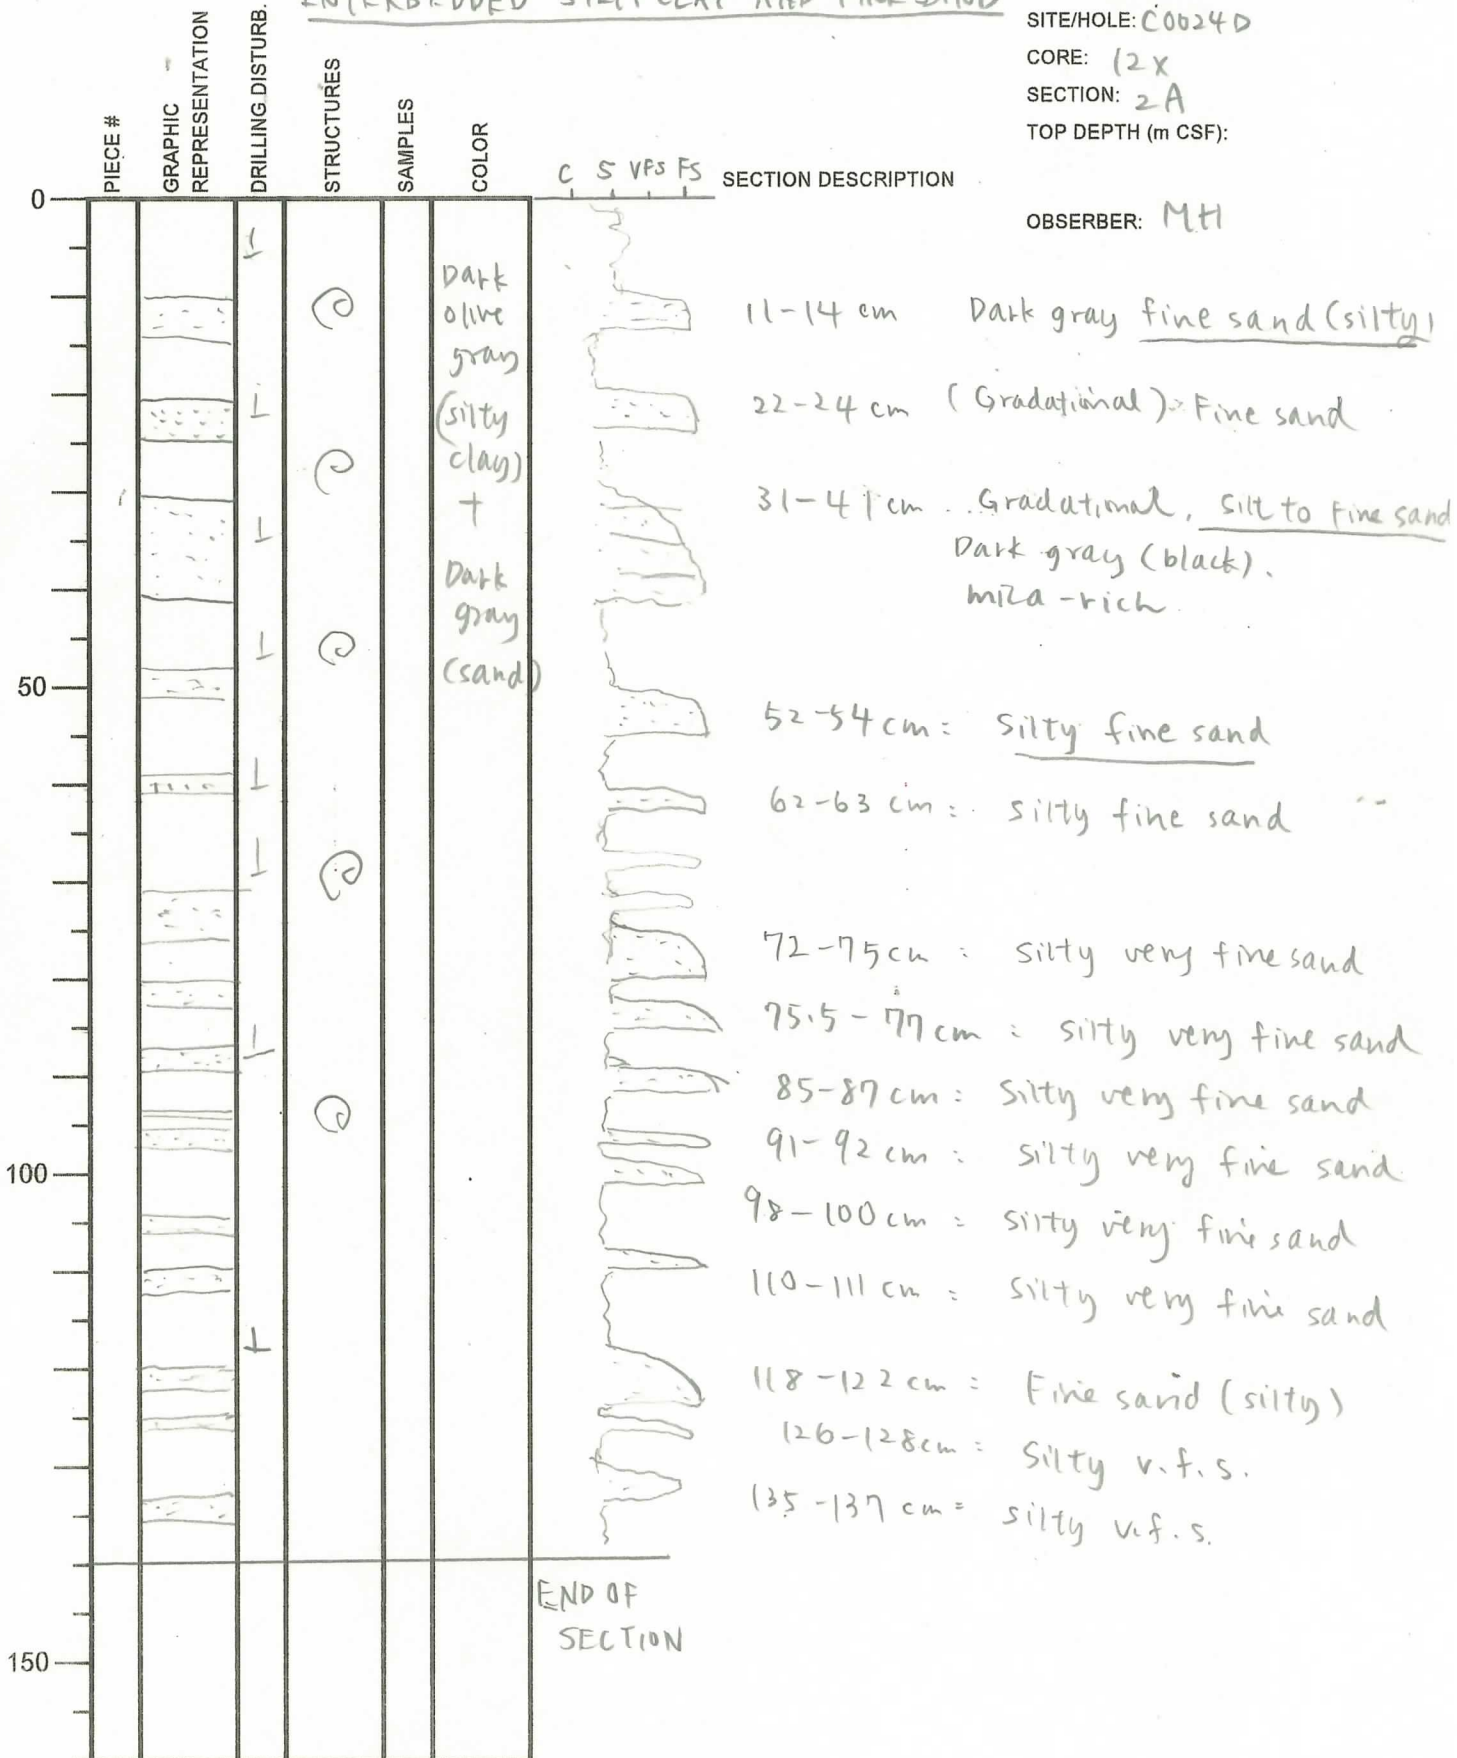 INTERBEDDED SILTY CLAY AND FINE SAND
SITE/HOLE: C0024D
CORE: 12X
SECTION: 2A
TOP DEPTH (m CSF):
OBSERBER: MH
PIECE #
GRAPHIC REPRESENTATION
DRILLING DISTURB.
STRUCTURES
SAMPLES
COLOR
C S VFS FS
SECTION DESCRIPTION
0
50
100
150
Dark
olive
gray
(silty
clay)
+
Dark
gray
(sand)
11-14 cm Dark gray fine sand (silty)
22-24 cm (Gradational) Fine sand
31-41 cm Gradational, silt to fine sand
Dark gray (black).
mica-rich.
52-54 cm = Silty fine sand
62-63 cm = silty fine sand
72-75 cm : silty very fine sand
75.5-77 cm : silty very fine sand
85-87 cm = silty very fine sand
91-92 cm : silty very fine sand
98-100 cm = silty very fine sand
110-111 cm = silty very fine sand
118-122 cm = Fine sand (silty)
126-128 cm = Silty v.f.s.
135-137 cm = silty v.f.s.
END OF
SECTION